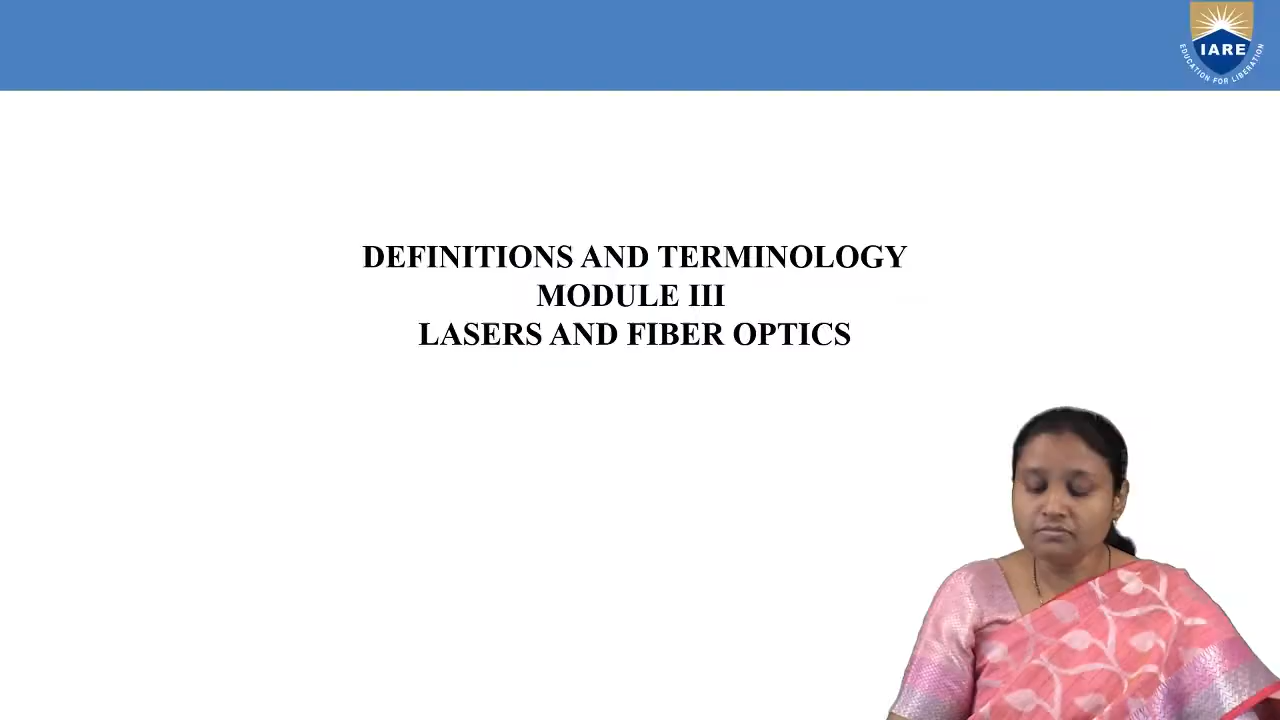 IARE
EDUCATION FOR LIBERATION
DEFINITIONS AND TERMINOLOGY
MODULE III
LASERS AND FIBER OPTICS